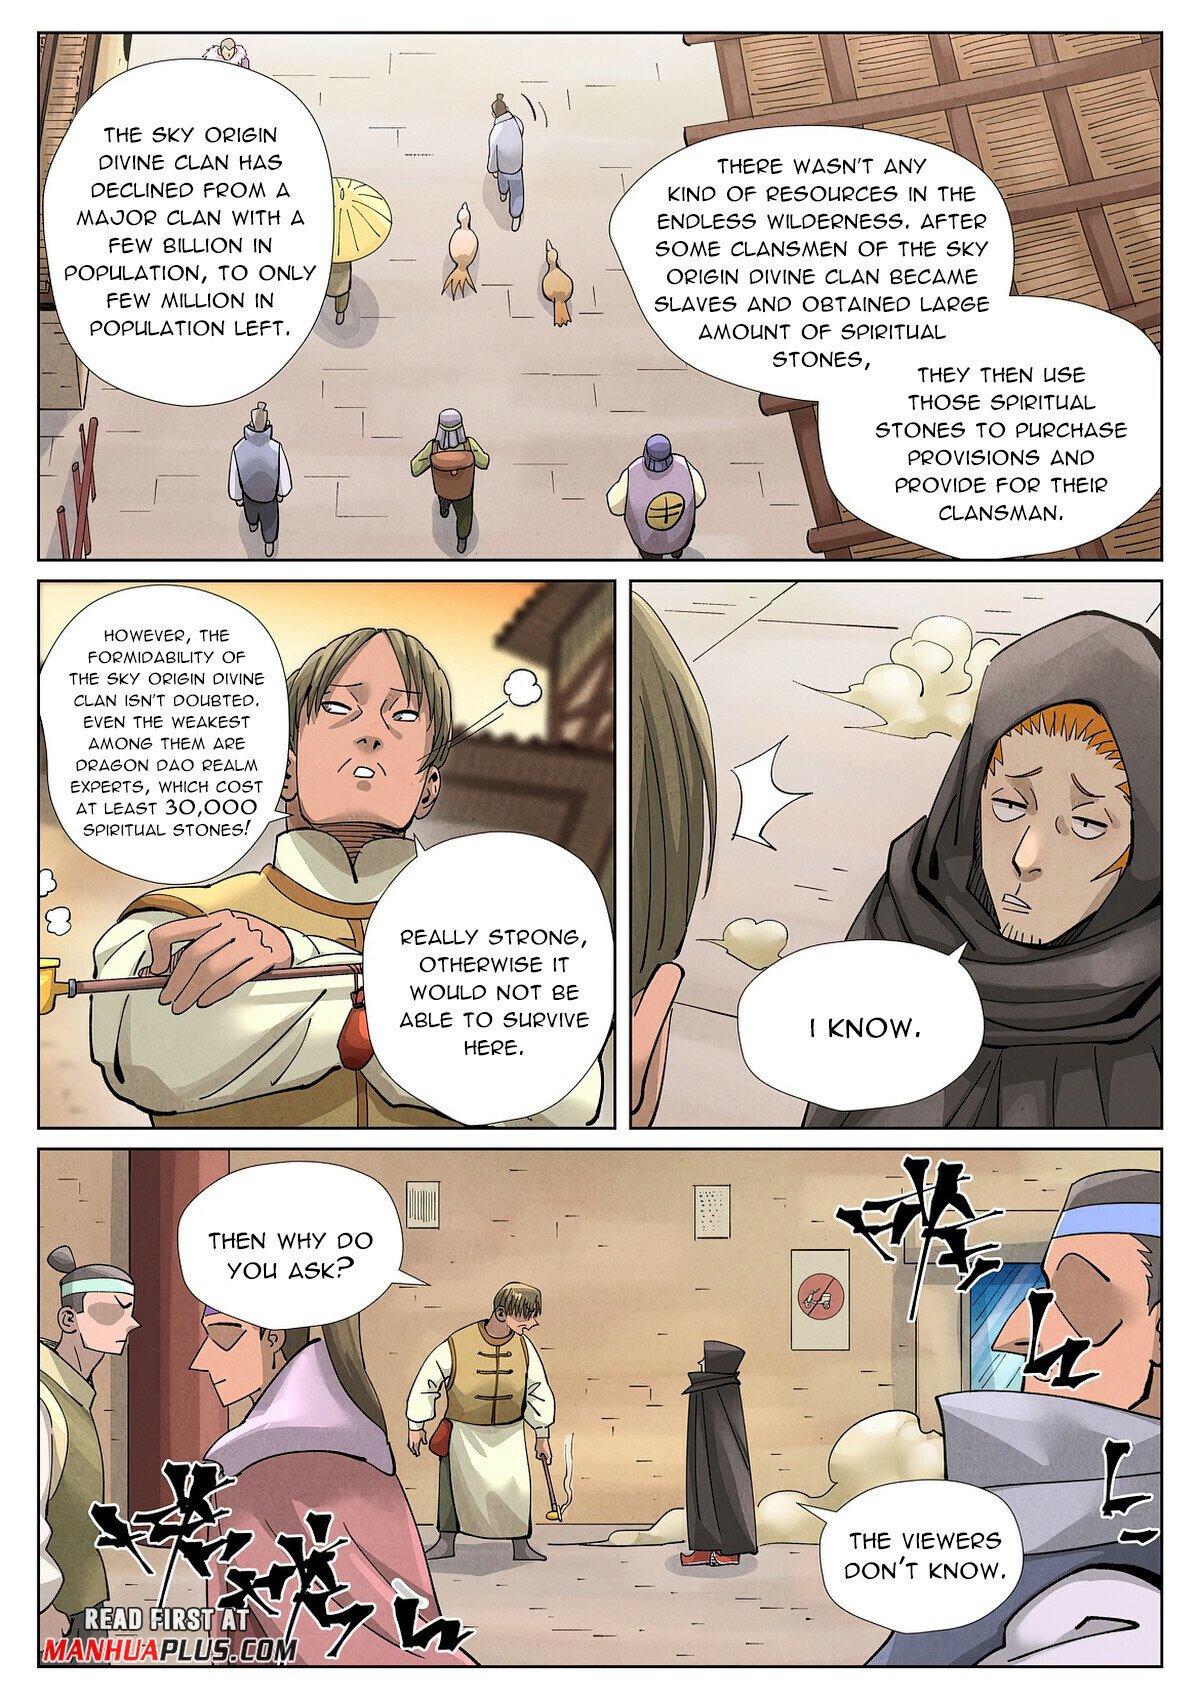 THE SKY ORIGIN
DIVINE CLAN HAS
DECLINED FROM A
MAJOR CLAN WITH A
FEW BILLION IN
POPULATION, TO ONLY
FEW MILLION IN
POPULATION LEFT.
THERE WASN'T ANY
KIND OF RESOURCES IN THE
ENDLESS WILDERNESS. AFTER
SOME CLANSMEN OF THE SKY
ORIGIN DIVINE CLAN BECAME
SLAVES AND OBTAINED LARGE
AMOUNT OF SPIRITUAL
STONES,
THEY THEN USE
THOSE SPIRITUAL
STONES TO PURCHASE
PROVISIONS AND
PROVIDE FOR THEIR
CLANSMAN.
HOWEVER, THE
FORMIDABILITY OF
THE SKY ORIGIN DIVINE
CLAN ISN'T DOUBTED.
EVEN THE WEAKEST
AMONG THEM ARE
DRAGON DAO REALM
EXPERTS, WHICH COST
AT LEAST 30,000
SPIRITUAL STONES!
REALLY STRONG,
OTHERWISE IT
WOULD NOT BE
ABLE TO SURVIVE
HERE.
I KNOW.
THEN WHY DO
YOU ASK?
THE VIEWERS
DON'T KNOW.
READ FIRST AT
MANHUAPLUS.COM